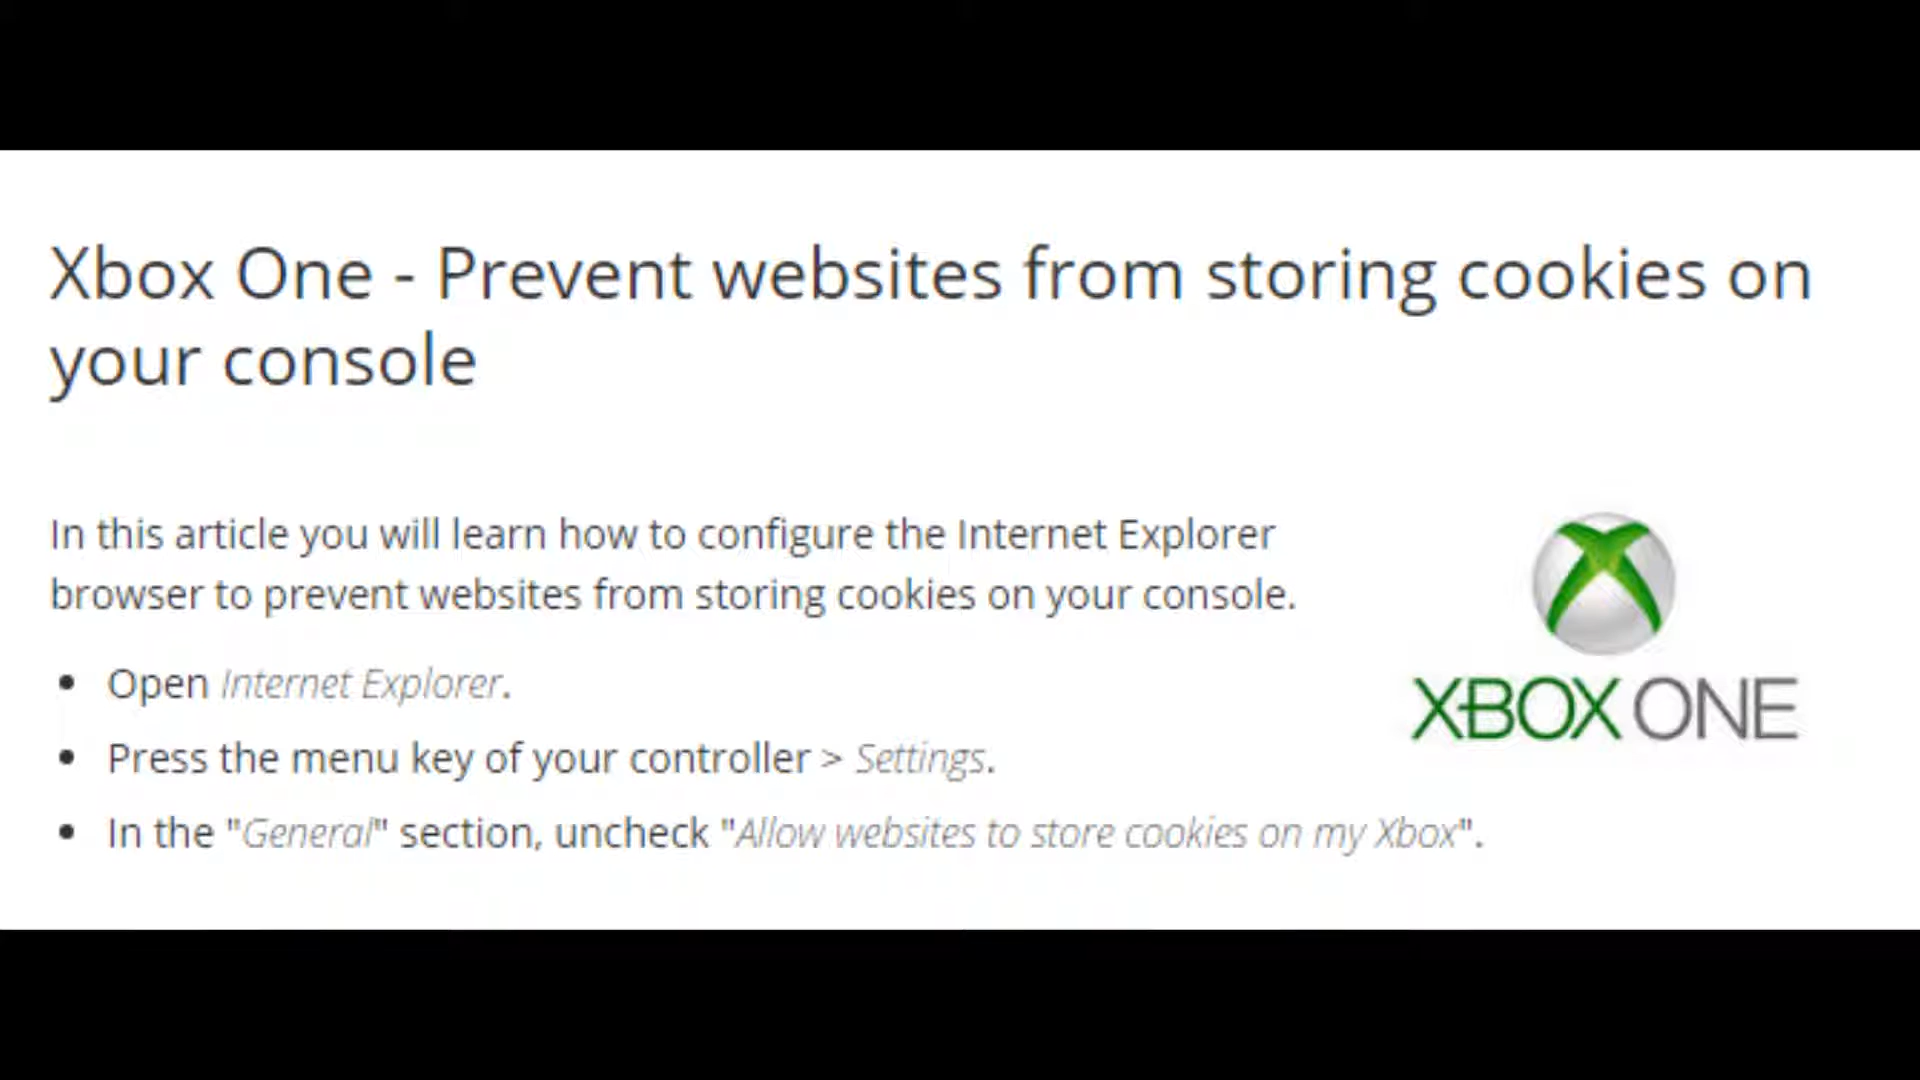 Xbox One - Prevent websites from storing cookies on
your console
In this article you will learn how to configure the Internet Explorer
browser to prevent websites from storing cookies on your console.
• Open Internet Explorer.
• Press the menu key of your controller > Settings.
• In the "General" section, uncheck "Allow websites to store cookies on my Xbox".
XBOX ONE